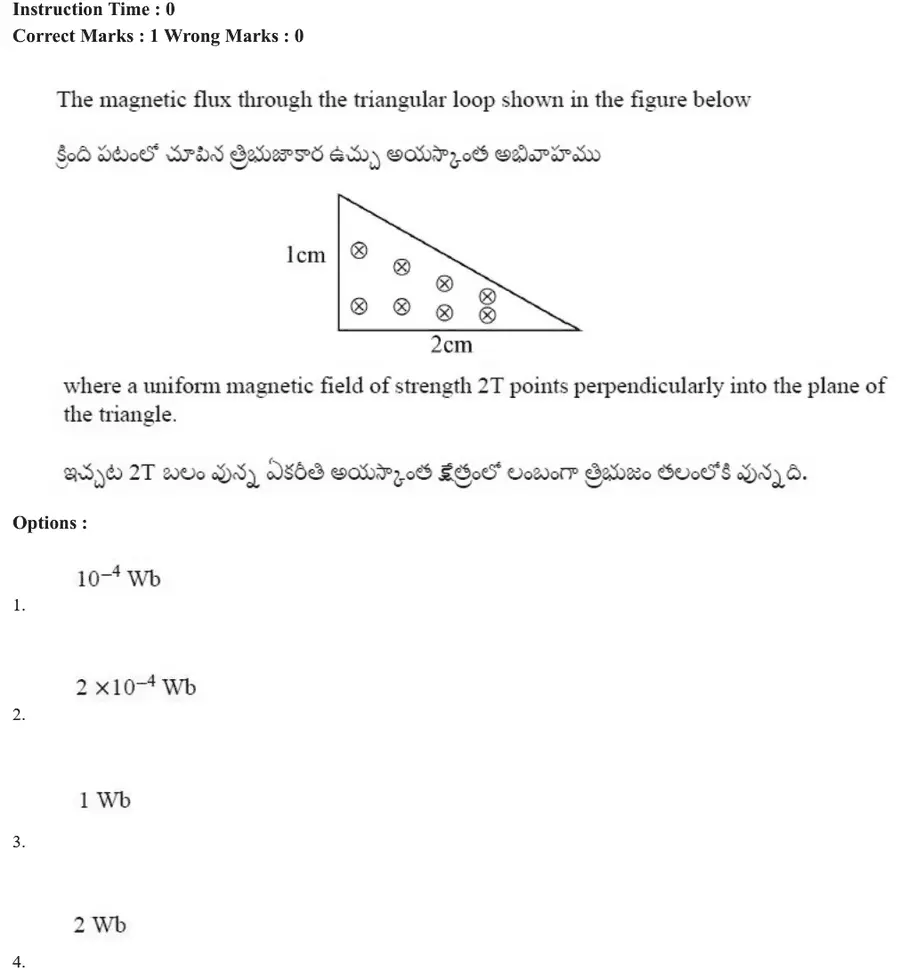 Instruction Time : 0
Correct Marks : 1 Wrong Marks : 0
The magnetic flux through the triangular loop shown in the figure below
క్రింది పటంలో చూపిన త్రిభుజాకార ఉచ్చు అయస్కాంత అభివాహము
1cm
2cm
where a uniform magnetic field of strength 2T points perpendicularly into the plane of
the triangle.
ఇచ్చట 2T బలం వున్న ఏకరీతి అయస్కాంత క్షేత్రంలో లంబంగా త్రిభుజం తలంలోకి వున్నది.
Options :
10⁻⁴ Wb
1.
2 ×10⁻⁴ Wb
2.
1 Wb
3.
2 Wb
4.